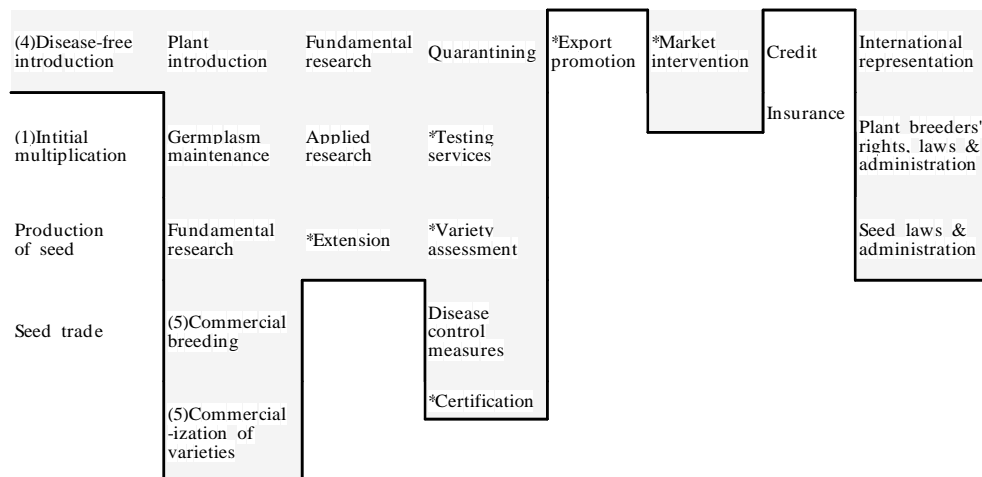 (4)Disease-free
introduction
Plant
introduction
Fundamental
research
Quarantining
*Export
promotion
*Market
intervention
Credit
International
representation
Insurance
(1)Intitial
multiplication
Germplasm
maintenance
Applied
research
*Testing
services
Plant breeders'
rights, laws &
administration
Production
of seed
Fundamental
research
*Extension
*Variety
assessment
Seed laws &
administration
Seed trade
(5)Commercial
breeding
Disease
control
measures
(5)Commercial
-ization of
varieties
*Certification